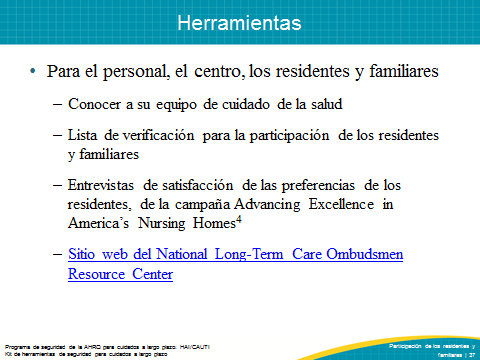 Herramientas
• Para el personal, el centro, los residentes y familiares
– Conocer a su equipo de cuidado de la salud
– Lista de verificación para la participación de los residentes
y familiares
– Entrevistas de satisfacción de las preferencias de los
residentes, de la campaña Advancing Excellence in
America’s Nursing Homes4
– Sitio web del National Long-Term Care Ombudsmen
Resource Center
Programa de seguridad de la AHRQ para cuidados a largo plazo: HAI/CAUTI
Kit de herramientas de seguridad para cuidados a largo plazo
Participación de los residentes y
familiares | 37